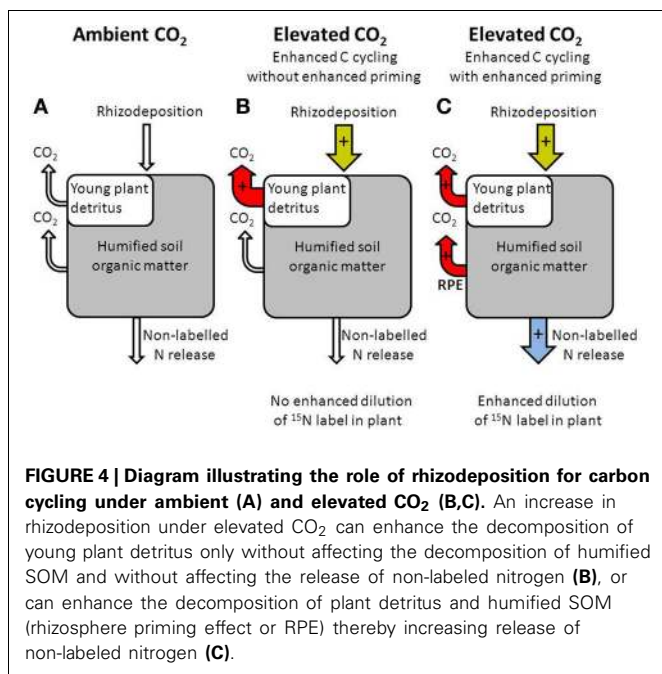 Ambient CO₂
Elevated CO₂
Enhanced C cycling
without enhanced priming
Elevated CO₂
Enhanced C cycling
with enhanced priming
A
Rhizodeposition
CO₂
Young plant
detritus
CO₂
Humified soil
organic matter
Non-labelled
N release
B
Rhizodeposition
+
CO₂
+
Young plant
detritus
CO₂
Humified soil
organic matter
Non-labelled
N release
No enhanced dilution
of ¹⁵N label in plant
C
Rhizodeposition
+
CO₂
+
Young plant
detritus
CO₂
+
RPE
Humified soil
organic matter
+
Non-labelled
N release
Enhanced dilution
of ¹⁵N label in plant
FIGURE 4 | Diagram illustrating the role of rhizodeposition for carbon
cycling under ambient (A) and elevated CO₂ (B,C). An increase in
rhizodeposition under elevated CO₂ can enhance the decomposition of
young plant detritus only without affecting the decomposition of humified
SOM and without affecting the release of non-labeled nitrogen (B), or
can enhance the decomposition of plant detritus and humified SOM
(rhizosphere priming effect or RPE) thereby increasing release of
non-labeled nitrogen (C).